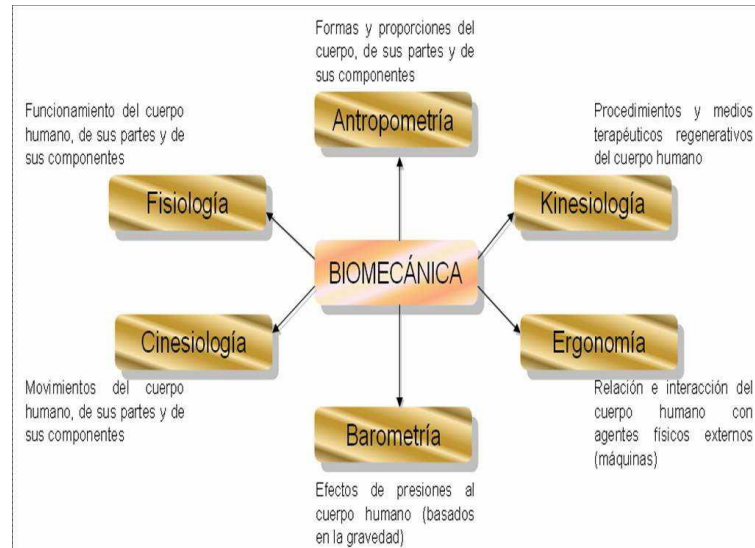 Formas y proporciones del
cuerpo, de sus partes y de
sus componentes
Antropometría
Funcionamiento del cuerpo
humano, de sus partes y de
sus componentes
Fisiología
Procedimientos y medios
terapéuticos regenerativos
del cuerpo humano
Kinesiología
BIOMECÁNICA
Cinesiología
Movimientos del cuerpo
humano, de sus partes y de
sus componentes
Ergonomía
Relación e interacción del
cuerpo humano con
agentes físicos externos
(máquinas)
Barometría
Efectos de presiones al
cuerpo humano (basados
en la gravedad)